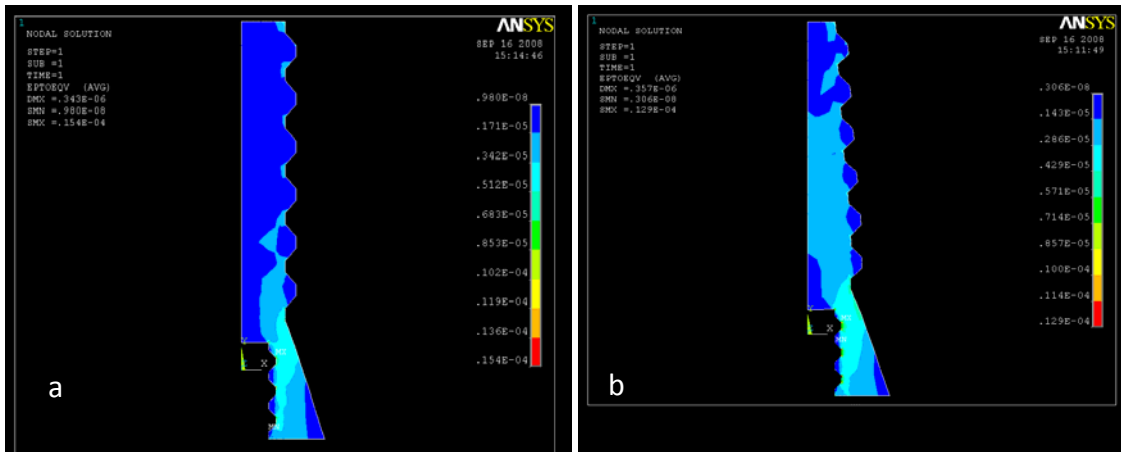 1
ANSYS
NODAL SOLUTION
SEP 16 2008
15:14:46
STEP=1
SUB =1
TIME=1
EPTOEQV (AVG)
DMX =.343E-06
SMN =.980E-08
SMX =.154E-04
.980E-08
.171E-05
.342E-05
.512E-05
.683E-05
.853E-05
.102E-04
.119E-04
.136E-04
.154E-04
Y
MX
X
MN
a
1
ANSYS
NODAL SOLUTION
SEP 16 2008
15:11:49
STEP=1
SUB =1
TIME=1
EPTOEQV (AVG)
DMX =.357E-06
SMN =.306E-08
SMX =.129E-04
.306E-08
.143E-05
.286E-05
.429E-05
.571E-05
.714E-05
.857E-05
.100E-04
.114E-04
.129E-04
Y
MX
X
MN
b